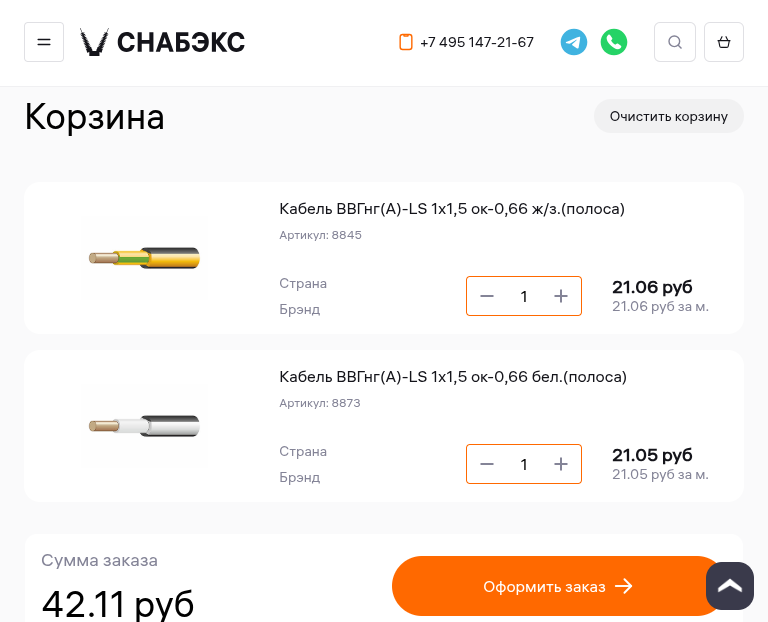 СНАБЭКС
+7 495 147-21-67
Корзина
Очистить корзину
Кабель ВВГнг(А)-LS 1x1,5 ок-0,66 ж/з.(полоса)
Артикул: 8845
Страна
Брэнд
1
21.06 руб
21.06 руб за м.
Кабель ВВГнг(А)-LS 1x1,5 ок-0,66 бел.(полоса)
Артикул: 8873
Страна
Брэнд
1
21.05 руб
21.05 руб за м.
Сумма заказа
42.11 руб
Оформить заказ